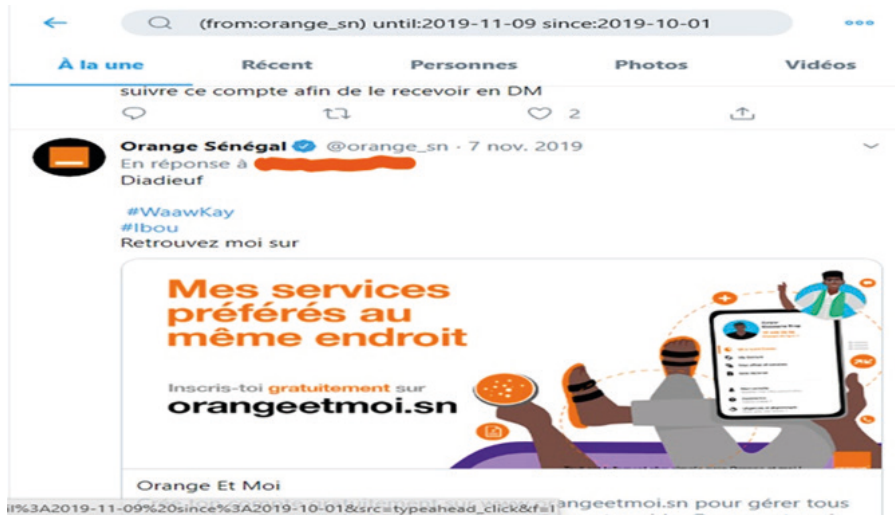 (from:orange_sn) until:2019-11-09 since:2019-10-01
À la une Récent Personnes Photos Vidéos
suivre ce compte afin de le recevoir en DM
2
Orange Sénégal @orange_sn · 7 nov. 2019
En réponse à
Diadieuf
#WaawKay
#Ibou
Retrouvez moi sur
Mes services
préférés au
même endroit
Inscris-toi gratuitement sur
orangeetmoi.sn
Orange Et Moi
angeetmoi.sn pour gérer tous
3A2019-11-09%20since%3A2019-10-01&src=typeahead_click&f=l